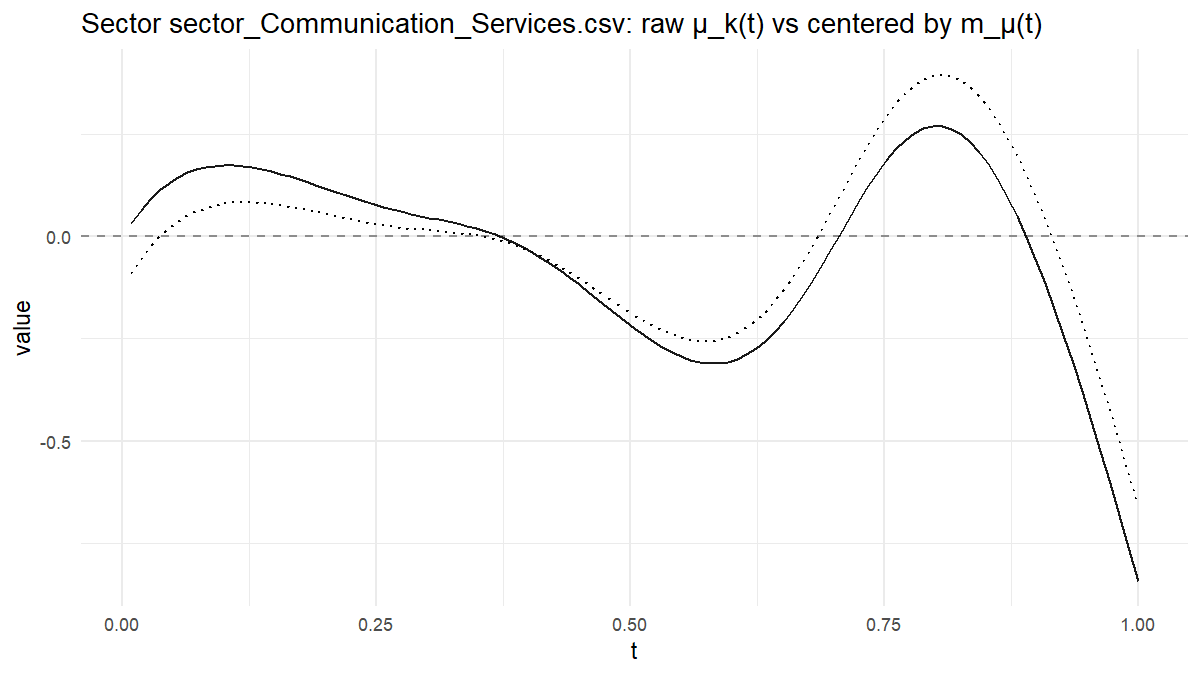 Sector sector_Communication_Services.csv: raw µ_k(t) vs centered by m_µ(t)
value
0.0
-0.5
0.00 0.25 0.50 0.75 1.00
t